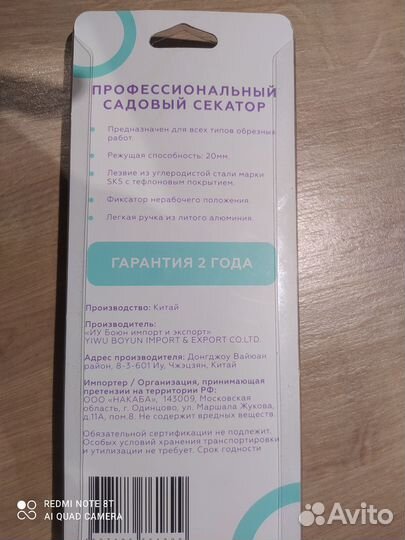 ПРОФЕССИОНАЛЬНЫЙ
САДОВЫЙ СЕКАТОР
Предназначен для всех типов обрезных
работ.
Режущая способность: 20мм
Лезвие из углеродистой стали марки
SK5 с тефлоновым покрытием.
Фиксатор нерабочего положения.
Легкая ручка из литого алюминия.
ГАРАНТИЯ 2 ГОДА
Производство: Китай
Производитель:
«ИУ Боюн импорт и экспорт»
YIWU BOYUN IMPORT & EXPORT CO.LTD.
Адрес производителя: Донгджоу Вайюан
район, 8-3-601 Иу, Чжэцзян, Китай
Импортер / Организация, принимающая
претензии на территории РФ:
ООО «НАКАБА», 143009, Московская
область, г. Одинцово, ул. Маршала Жукова,
д.11А, пом.8. Не содержит вредных веществ.
Обязательной сертификации не подлежит.
Особых условий хранения транспортировки
и утилизации не требует. Срок годности
REDMI NOTE 8T
AI QUAD CAMERA
Avito